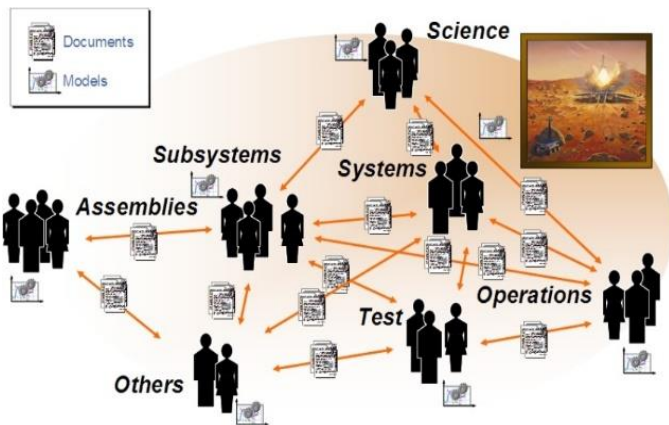 Documents
Models
Science
Subsystems
Systems
Assemblies
Operations
Test
Others